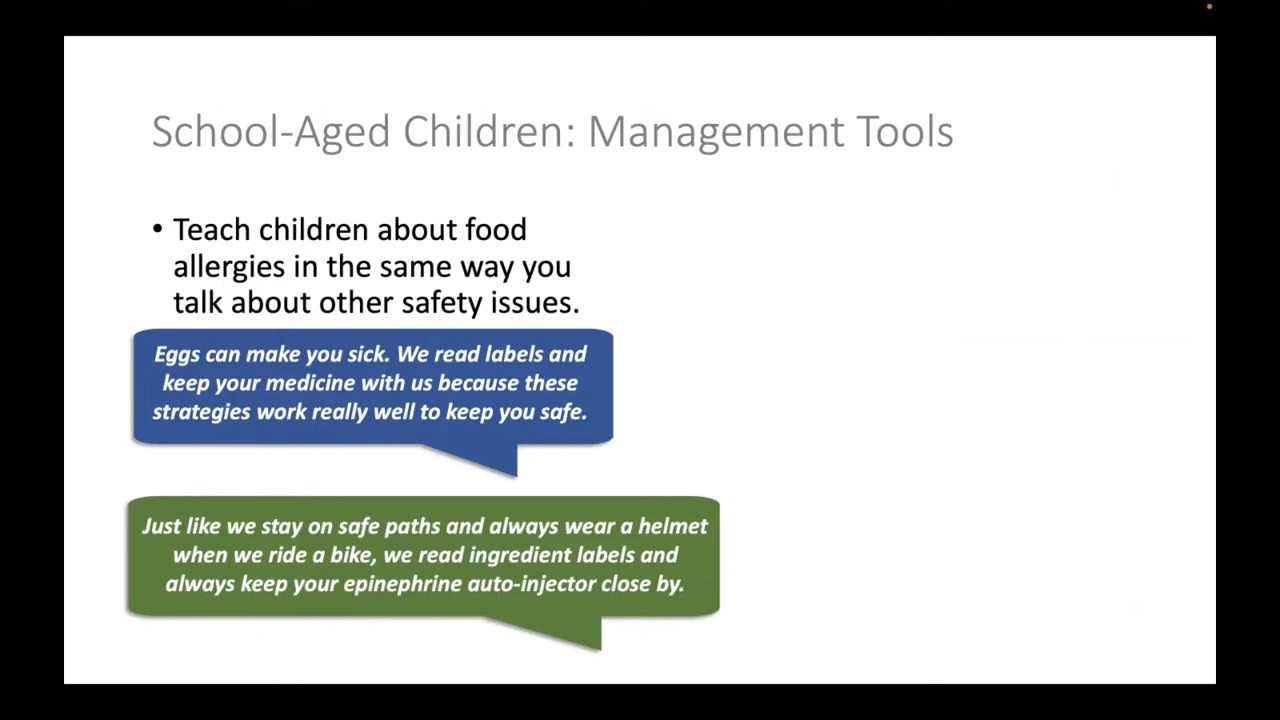 School-Aged Children: Management Tools
• Teach children about food
allergies in the same way you
talk about other safety issues.
Eggs can make you sick. We read labels and
keep your medicine with us because these
strategies work really well to keep you safe.
Just like we stay on safe paths and always wear a helmet
when we ride a bike, we read ingredient labels and
always keep your epinephrine auto-injector close by.